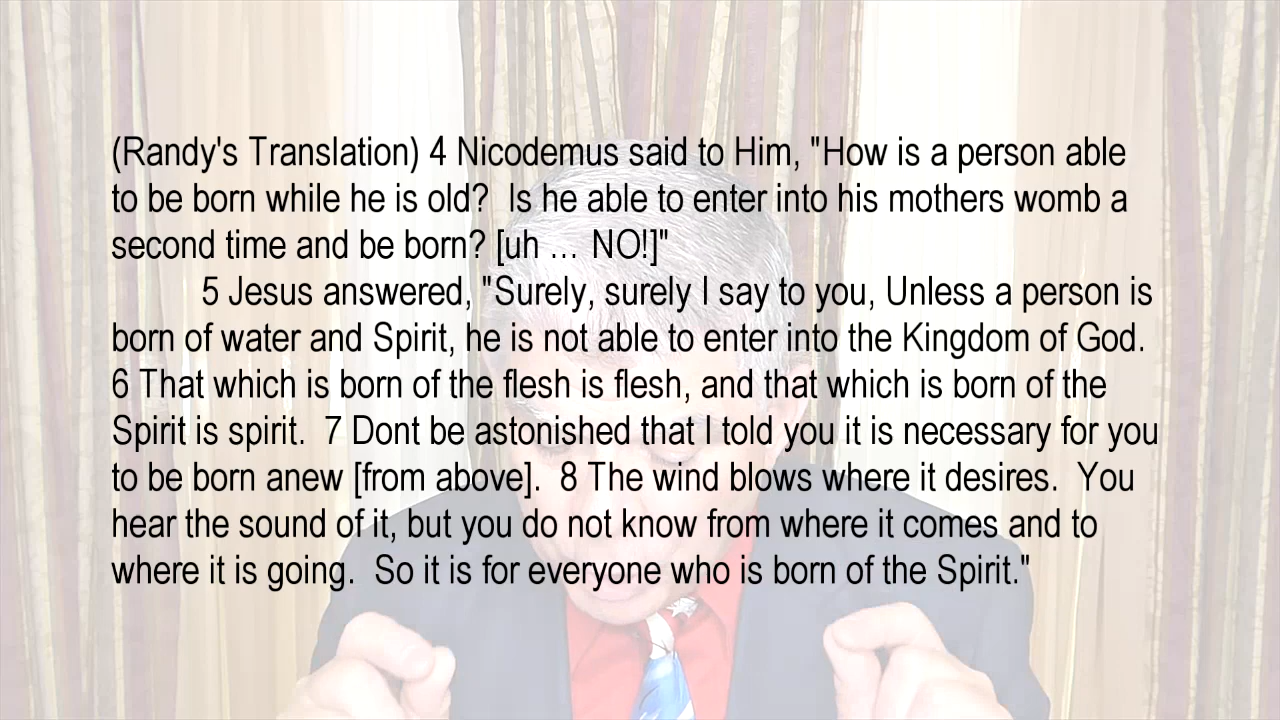 (Randy's Translation) 4 Nicodemus said to Him, "How is a person able
to be born while he is old?  Is he able to enter into his mothers womb a
second time and be born? [uh ... NO!]"
5 Jesus answered, "Surely, surely I say to you, Unless a person is
born of water and Spirit, he is not able to enter into the Kingdom of God.
6 That which is born of the flesh is flesh, and that which is born of the
Spirit is spirit.  7 Dont be astonished that I told you it is necessary for you
to be born anew [from above].  8 The wind blows where it desires.  You
hear the sound of it, but you do not know from where it comes and to
where it is going.  So it is for everyone who is born of the Spirit."